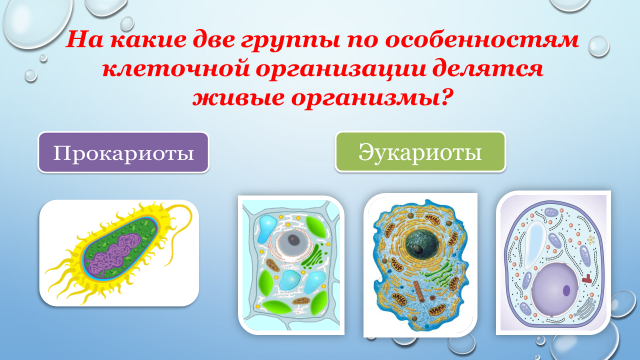 На какие две группы по особенностям
клеточной организации делятся
живые организмы?
Прокариоты
Эукариоты